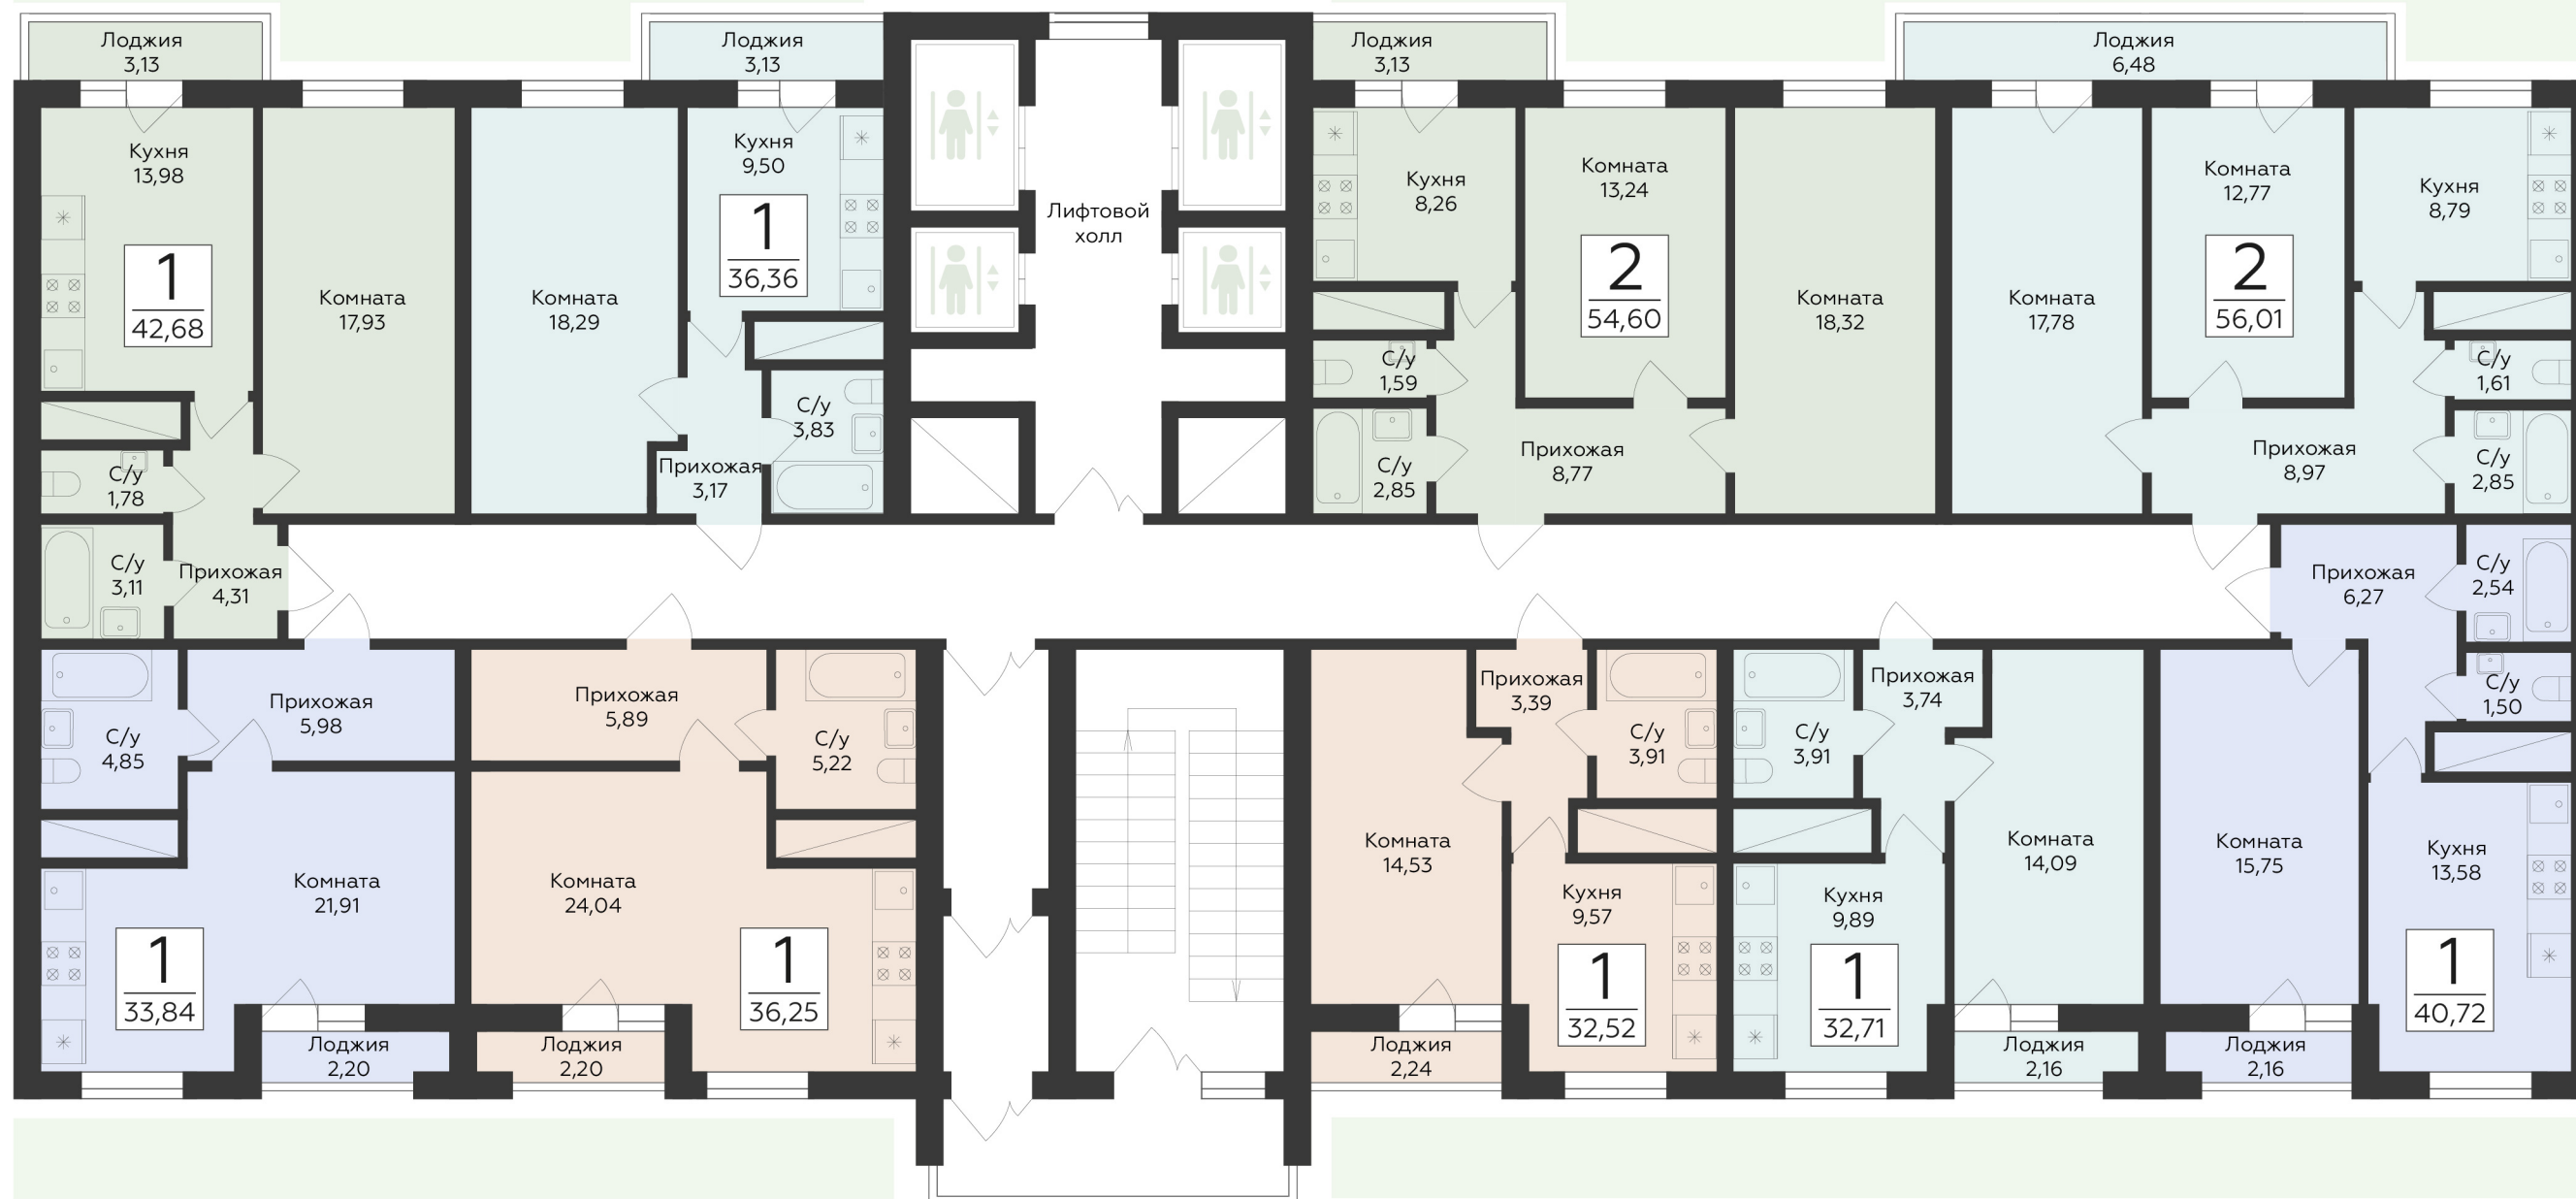 Лоджия
3,13
Кухня
13,98
1
42,68
Комната
17,93
С/у
1,78
С/у
3,11
Прихожая
4,31
Лоджия
3,13
Комната
18,29
Кухня
9,50
1
36,36
С/у
3,83
Прихожая
3,17
Лифтовой
холл
Лоджия
3,13
Кухня
8,26
Комната
13,24
2
54,60
Комната
18,32
С/у
1,59
С/у
2,85
Прихожая
8,77
Лоджия
6,48
Комната
17,78
Комната
12,77
2
56,01
Кухня
8,79
С/у
1,61
С/у
2,85
Прихожая
8,97
С/у
4,85
Прихожая
5,98
Комната
21,91
1
33,84
Лоджия
2,20
Прихожая
5,89
С/у
5,22
Комната
24,04
1
36,25
Лоджия
2,20
Прихожая
3,39
С/у
3,91
Комната
14,53
Кухня
9,57
1
32,52
Лоджия
2,24
С/у
3,91
Прихожая
3,74
Комната
14,09
Кухня
9,89
1
32,71
Лоджия
2,16
Прихожая
6,27
С/у
2,54
С/у
1,50
Комната
15,75
Кухня
13,58
1
40,72
Лоджия
2,16